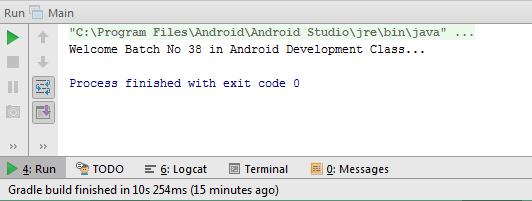 Run Main
"C:\Program Files\Android\Android Studio\jre\bin\java" ...
Welcome Batch No 38 in Android Development Class...
Process finished with exit code 0
>> >>
4: Run TODO 6: Logcat Terminal 0: Messages
Gradle build finished in 10s 254ms (15 minutes ago)